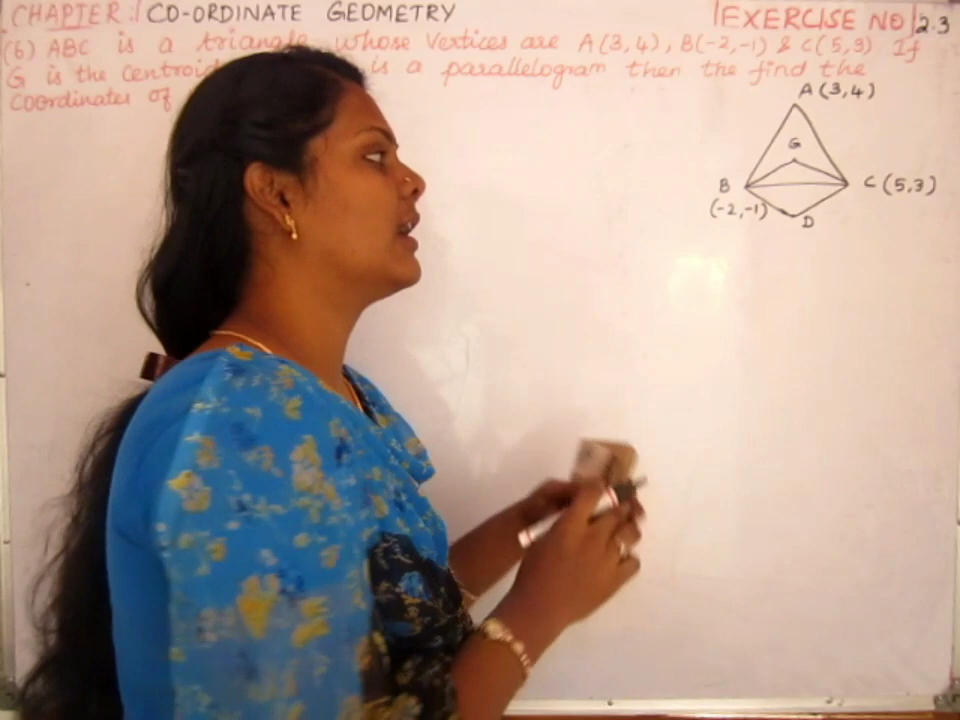 CHAPTER: CO-ORDINATE GEOMETRY
EXERCISE NO 2.3
(6) ABC is a triangle whose Vertices are A(3,4), B(-2,-1) & C(5,3) If
G is the Centroid is a parallelogram then the find the
Coordinates of
A(3,4)
G
B
C(5,3)
(-2,-1)
D